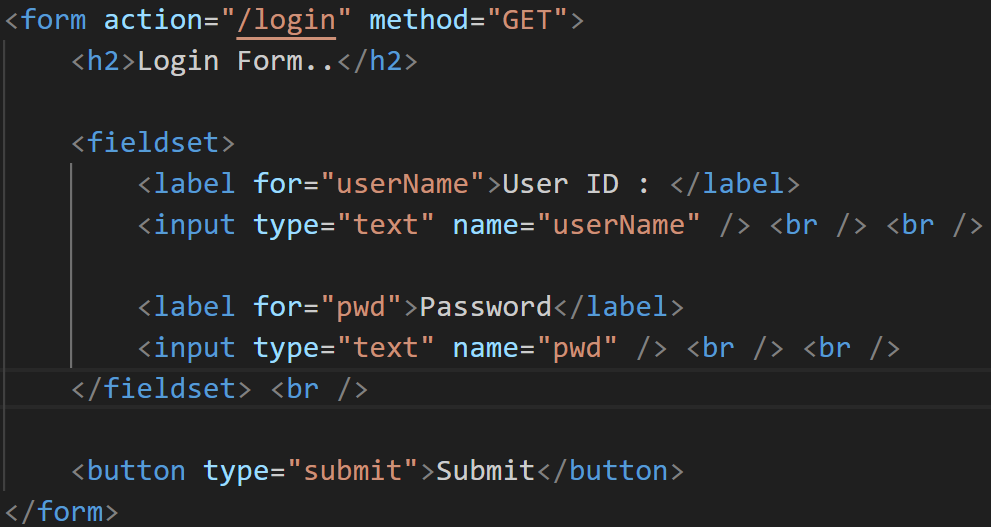 <form action="/login" method="GET">
<h2>Login Form..</h2>
<fieldset>
<label for="userName">User ID : </label>
<input type="text" name="userName" /> <br /> <br />
<label for="pwd">Password</label>
<input type="text" name="pwd" /> <br /> <br />
</fieldset> <br />
<button type="submit">Submit</button>
</form>